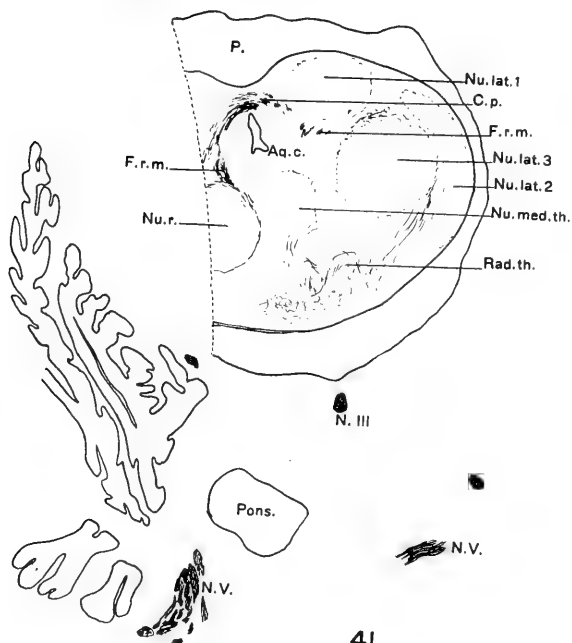 P.
Nu.lat.1
C.p.
F.r.m.
Aq.c.
Nu.lat.3
F.r.m.
Nu.lat.2
Nu.med.th.
Nu.r.
Rad.th.
N. III
Pons.
N.V.
N.V.
41